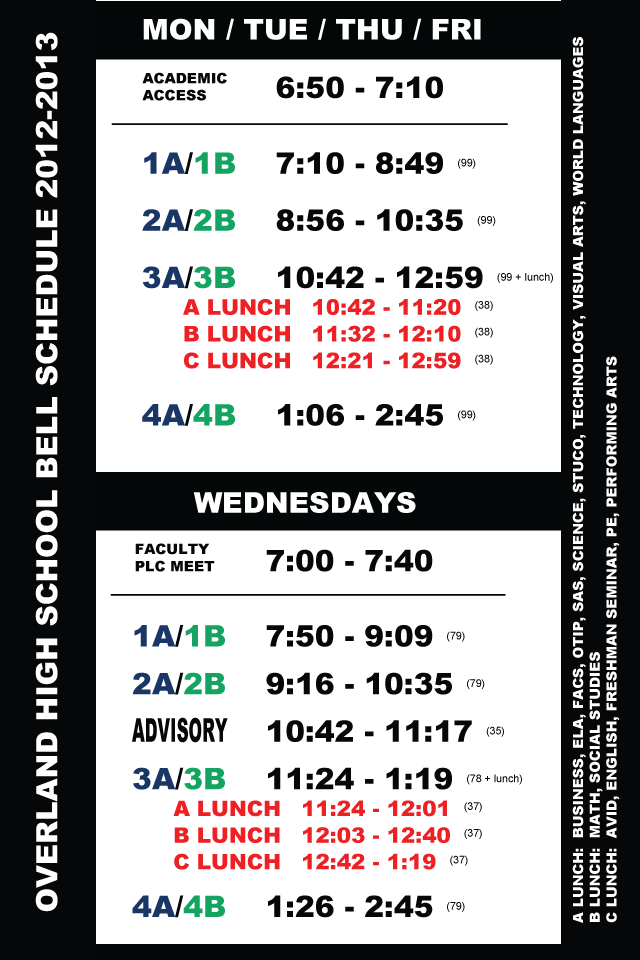 OVERLAND HIGH SCHOOL BELL SCHEDULE 2012-2013
MON / TUE / THU / FRI
ACADEMIC
ACCESS
6:50 - 7:10
1A/1B 7:10 - 8:49 (99)
2A/2B 8:56 - 10:35 (99)
3A/3B 10:42 - 12:59 (99 + lunch)
A LUNCH 10:42 - 11:20 (38)
B LUNCH 11:32 - 12:10 (38)
C LUNCH 12:21 - 12:59 (38)
4A/4B 1:06 - 2:45 (99)
WEDNESDAYS
FACULTY
PLC MEET
7:00 - 7:40
1A/1B 7:50 - 9:09 (79)
2A/2B 9:16 - 10:35 (79)
ADVISORY 10:42 - 11:17 (35)
3A/3B 11:24 - 1:19 (78 + lunch)
A LUNCH 11:24 - 12:01 (37)
B LUNCH 12:03 - 12:40 (37)
C LUNCH 12:42 - 1:19 (37)
4A/4B 1:26 - 2:45 (79)
A LUNCH: BUSINESS, ELA, FACS, OTIP, SAS, SCIENCE, STUCO, TECHNOLOGY, VISUAL ARTS, WORLD LANGUAGES
B LUNCH: MATH, SOCIAL STUDIES
C LUNCH: AVID, ENGLISH, FRESHMAN SEMINAR, PE, PERFORMING ARTS